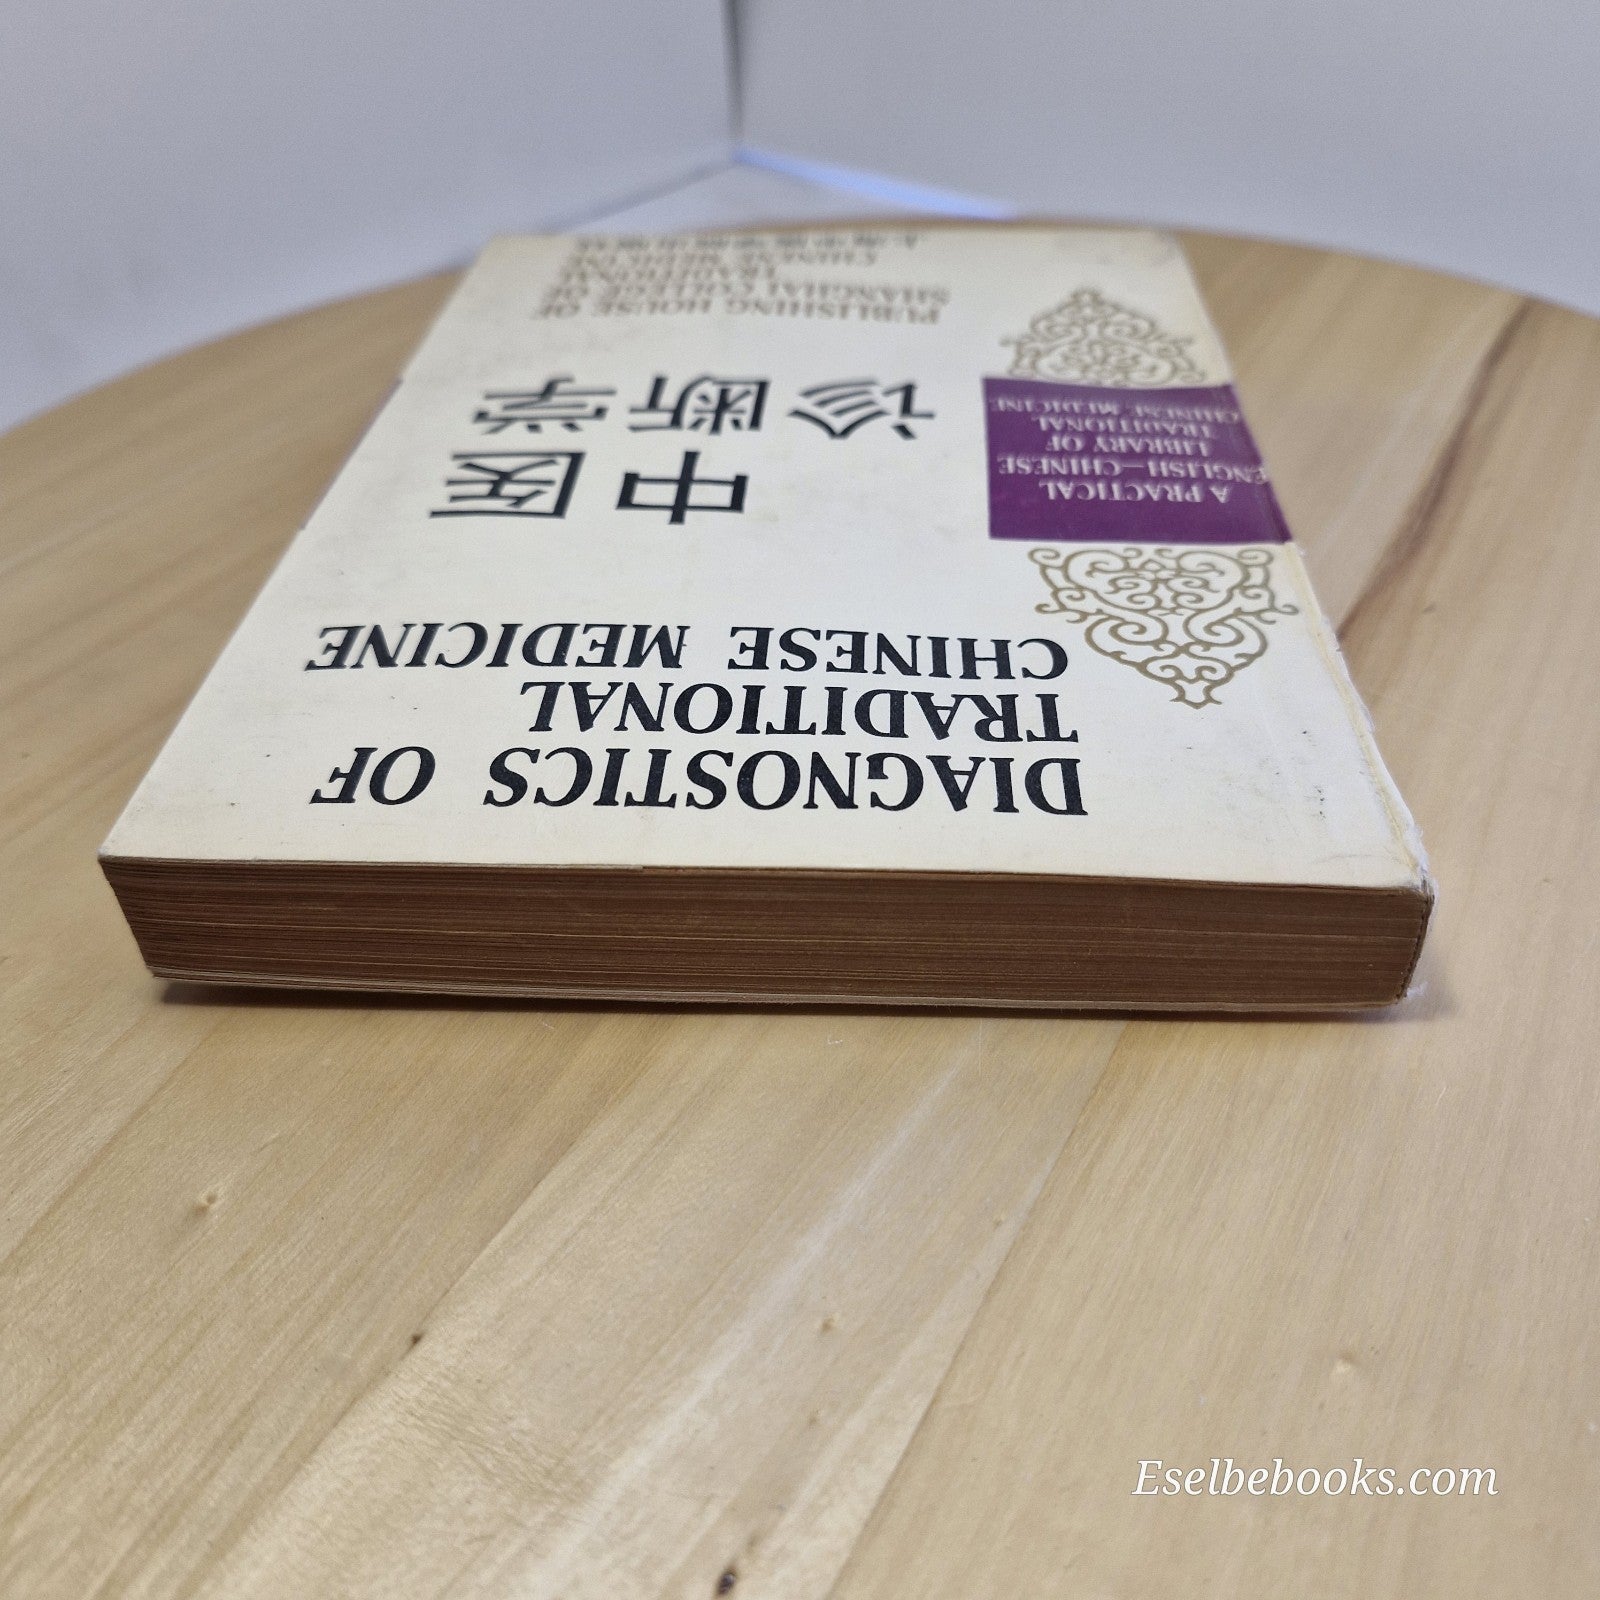 DIAGNOSTICS OF
TRADITIONAL
CHINESE MEDICINE
中医
诊断学
A PRACTICAL
ENGLISH—CHINESE
LIBRARY OF
TRADITIONAL
CHINESE MEDICINE
PUBLISHING HOUSE OF
SHANGHAI COLLEGE OF
TRADITIONAL
CHINESE MEDICINE
Eselbebooks.com